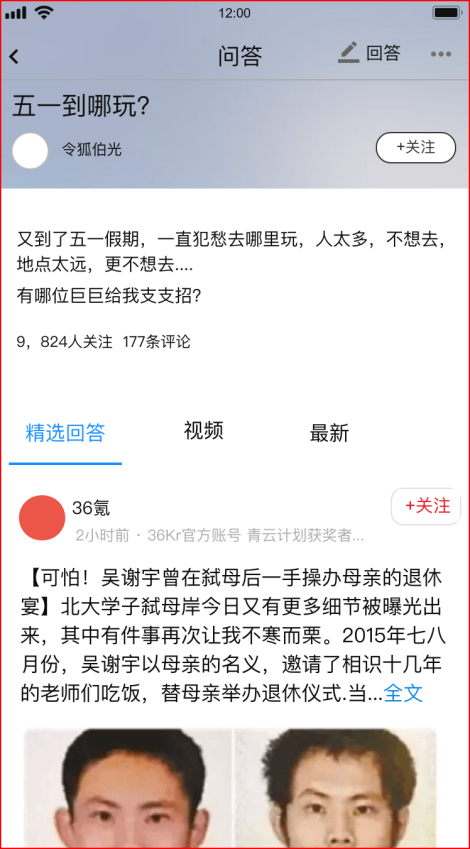 12:00
问答
回答
五一到哪玩?
令狐伯光
+关注
又到了五一假期，一直犯愁去哪里玩，人太多，不想去，
地点太远，更不想去....
有哪位巨巨给我支支招?
9，824人关注 177条评论
精选回答
视频
最新
36氪
+关注
2小时前 · 36Kr官方账号 青云计划获奖者...
【可怕！吴谢宇曾在弑母后一手操办母亲的退休
宴】北大学子弑母岸今日又有更多细节被曝光出
来，其中有件事再次让我不寒而栗。2015年七八
月份，吴谢宇以母亲的名义，邀请了相识十几年
的老师们吃饭，替母亲举办退休仪式.当...全文